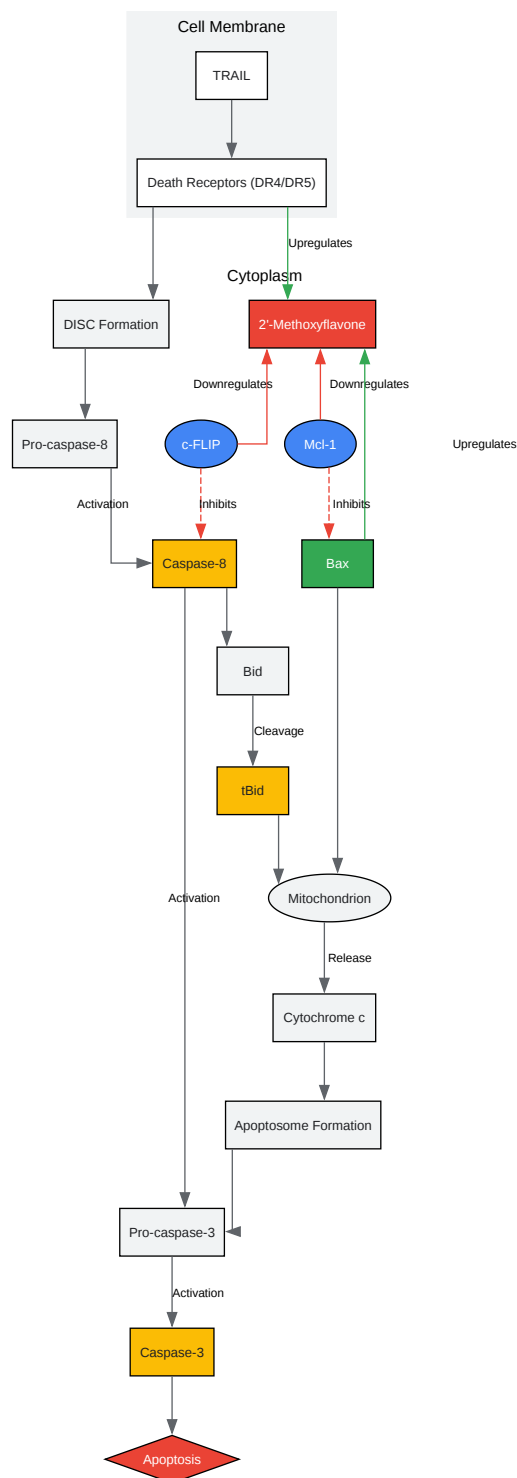 Cell Membrane
TRAIL
Death Receptors (DR4/DR5)
Upregulates
Cytoplasm
DISC Formation
2'-Methoxyflavone
Downregulates
Downregulates
Pro-caspase-8
c-FLIP
Mcl-1
Upregulates
Activation
Inhibits
Inhibits
Caspase-8
Bax
Bid
Cleavage
tBid
Activation
Mitochondrion
Release
Cytochrome c
Apoptosome Formation
Pro-caspase-3
Activation
Caspase-3
Apoptosis